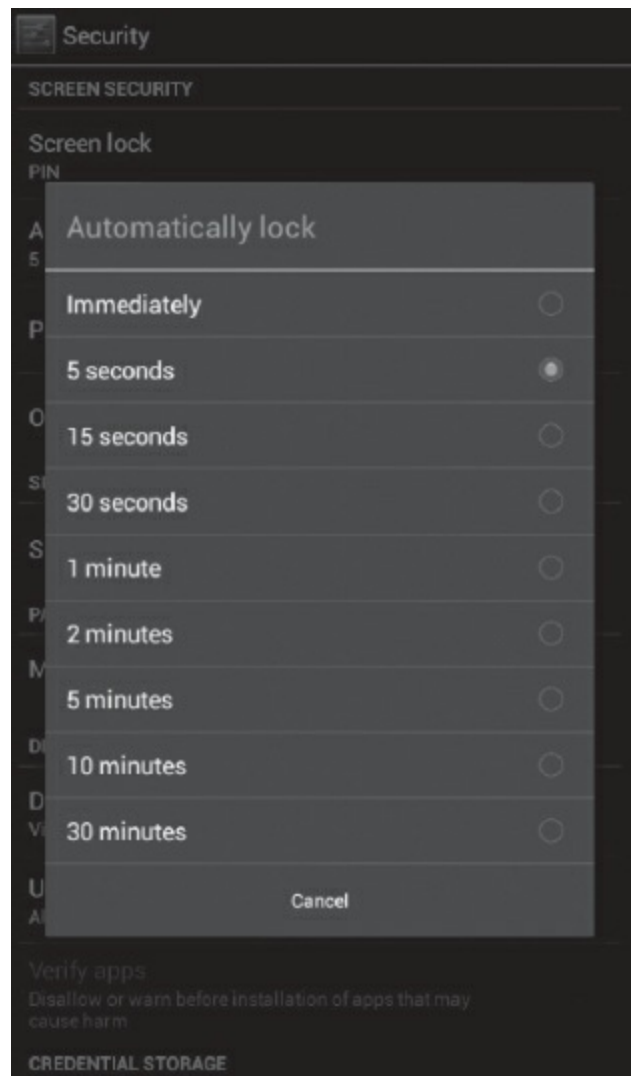 Security
SCREEN SECURITY
Screen lock
PIN
Automatically lock
Immediately
5 seconds
15 seconds
30 seconds
1 minute
2 minutes
5 minutes
10 minutes
30 minutes
Cancel
Verify apps
Disallow or warn before installation of apps that may
cause harm
CREDENTIAL STORAGE